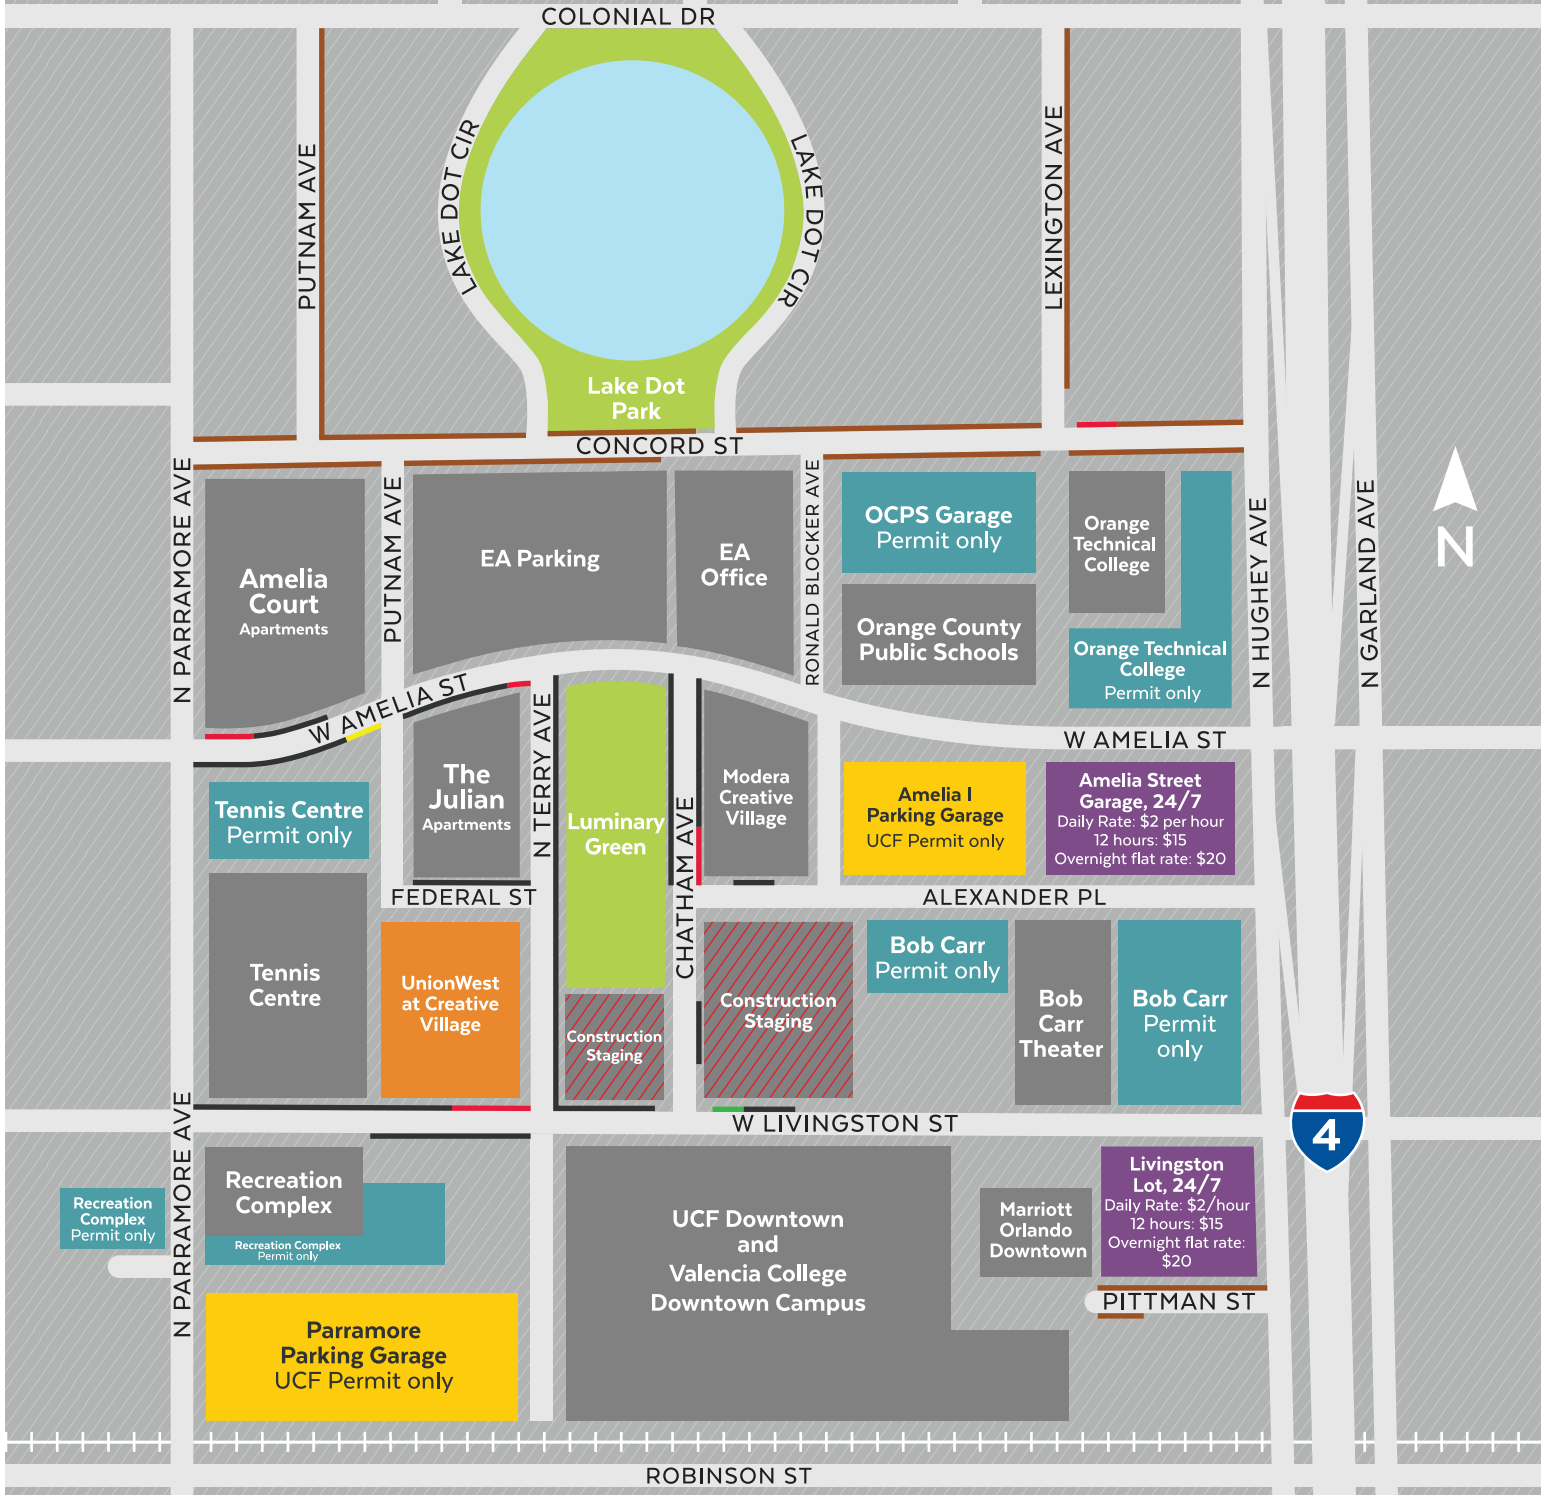 COLONIAL DR
PUTNAM AVE
LAKE DOT CIR
LAKE DOT CIR
LEXINGTON AVE
Lake Dot
Park
CONCORD ST
N PARRAMORE AVE
Amelia
Court
Apartments
PUTNAM AVE
EA Parking
EA
Office
RONALD BLOCKER AVE
OCPS Garage
Permit only
Orange County
Public Schools
Orange
Technical
College
Orange Technical
College
Permit only
N HUGHEY AVE
N GARLAND AVE
N
W AMELIA ST
W AMELIA ST
Tennis Centre
Permit only
The
Julian
Apartments
N TERRY AVE
Luminary
Green
CHATHAM AVE
Modera
Creative
Village
Amelia I
Parking Garage
UCF Permit only
Amelia Street
Garage, 24/7
Daily Rate: $2 per hour
12 hours: $15
Overnight flat rate: $20
FEDERAL ST
ALEXANDER PL
Tennis
Centre
UnionWest
at Creative
Village
Construction
Staging
Construction
Staging
Bob Carr
Permit only
Bob
Carr
Theater
Bob Carr
Permit
only
N PARRAMORE AVE
W LIVINGSTON ST
4
Recreation
Complex
Permit only
Recreation
Complex
Recreation Complex
Permit only
UCF Downtown
and
Valencia College
Downtown Campus
Marriott
Orlando
Downtown
Livingston
Lot, 24/7
Daily Rate: $2/hour
12 hours: $15
Overnight flat rate:
$20
PITTMAN ST
Parramore
Parking Garage
UCF Permit only
ROBINSON ST